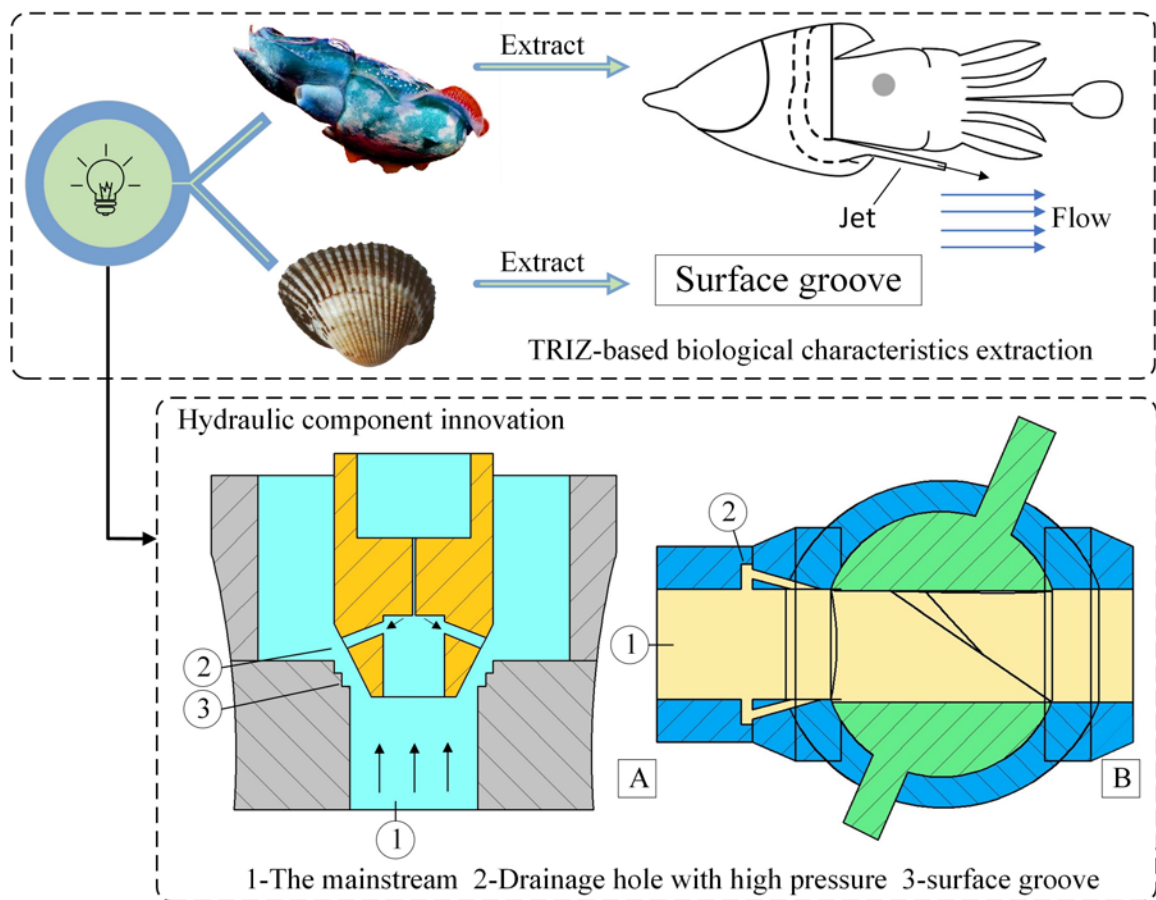 Extract
Jet
Flow
Extract
Surface groove
TRIZ-based biological characteristics extraction
Hydraulic component innovation
2
3
1
A
2
1
B
1-The mainstream 2-Drainage hole with high pressure 3-surface groove